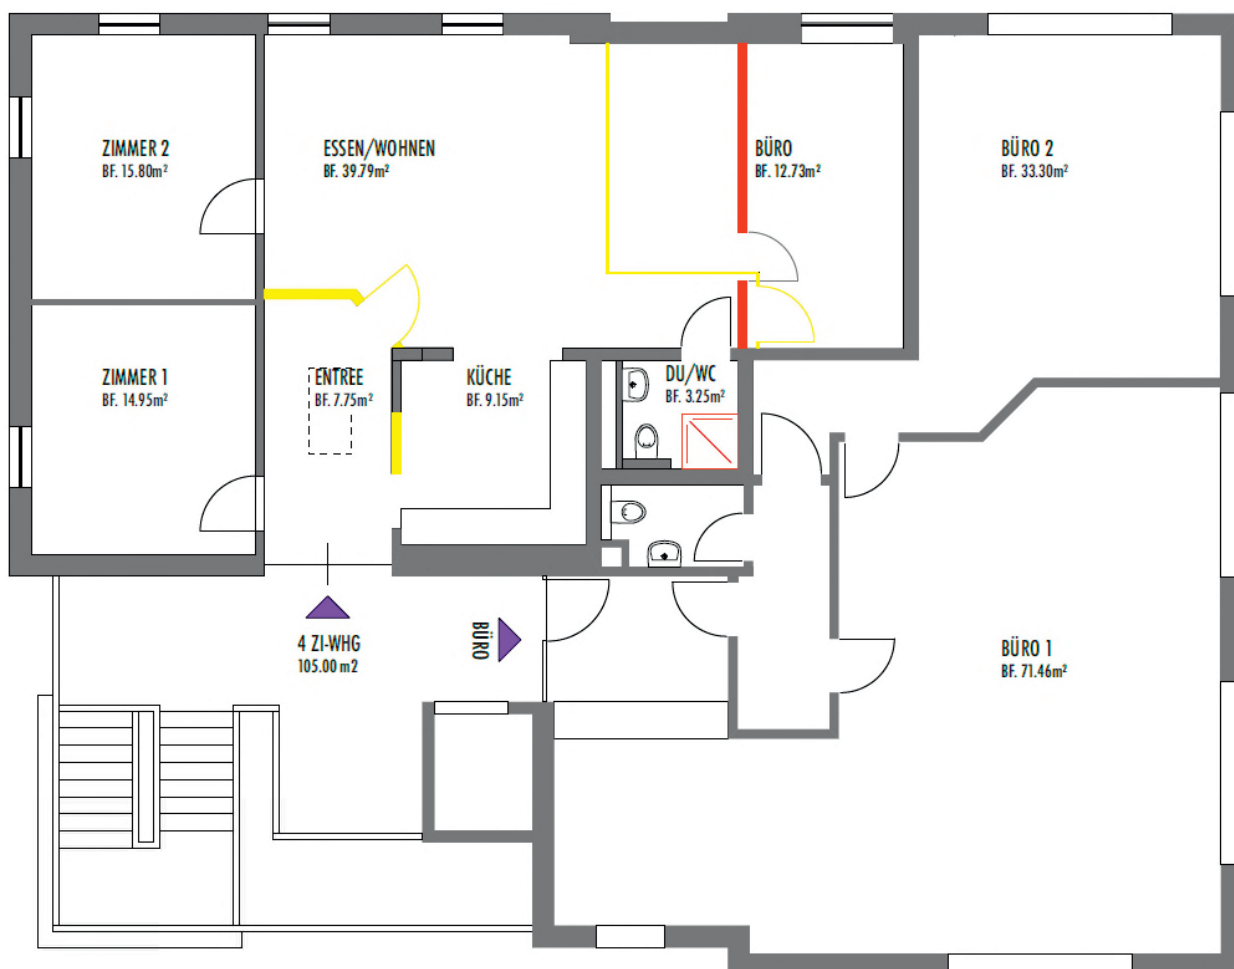 ZIMMER 2
BF. 15.80m²
ESSEN/WOHNEN
BF. 39.79m²
BÜRO
BF. 12.73m²
BÜRO 2
BF. 33.30m²
ZIMMER 1
BF. 14.95m²
ENTREE
BF. 7.75m²
KÜCHE
BF. 9.15m²
DU/WC
BF. 3.25m²
4 ZI-WHG
105.00 m2
BÜRO
BÜRO 1
BF. 71.46m²